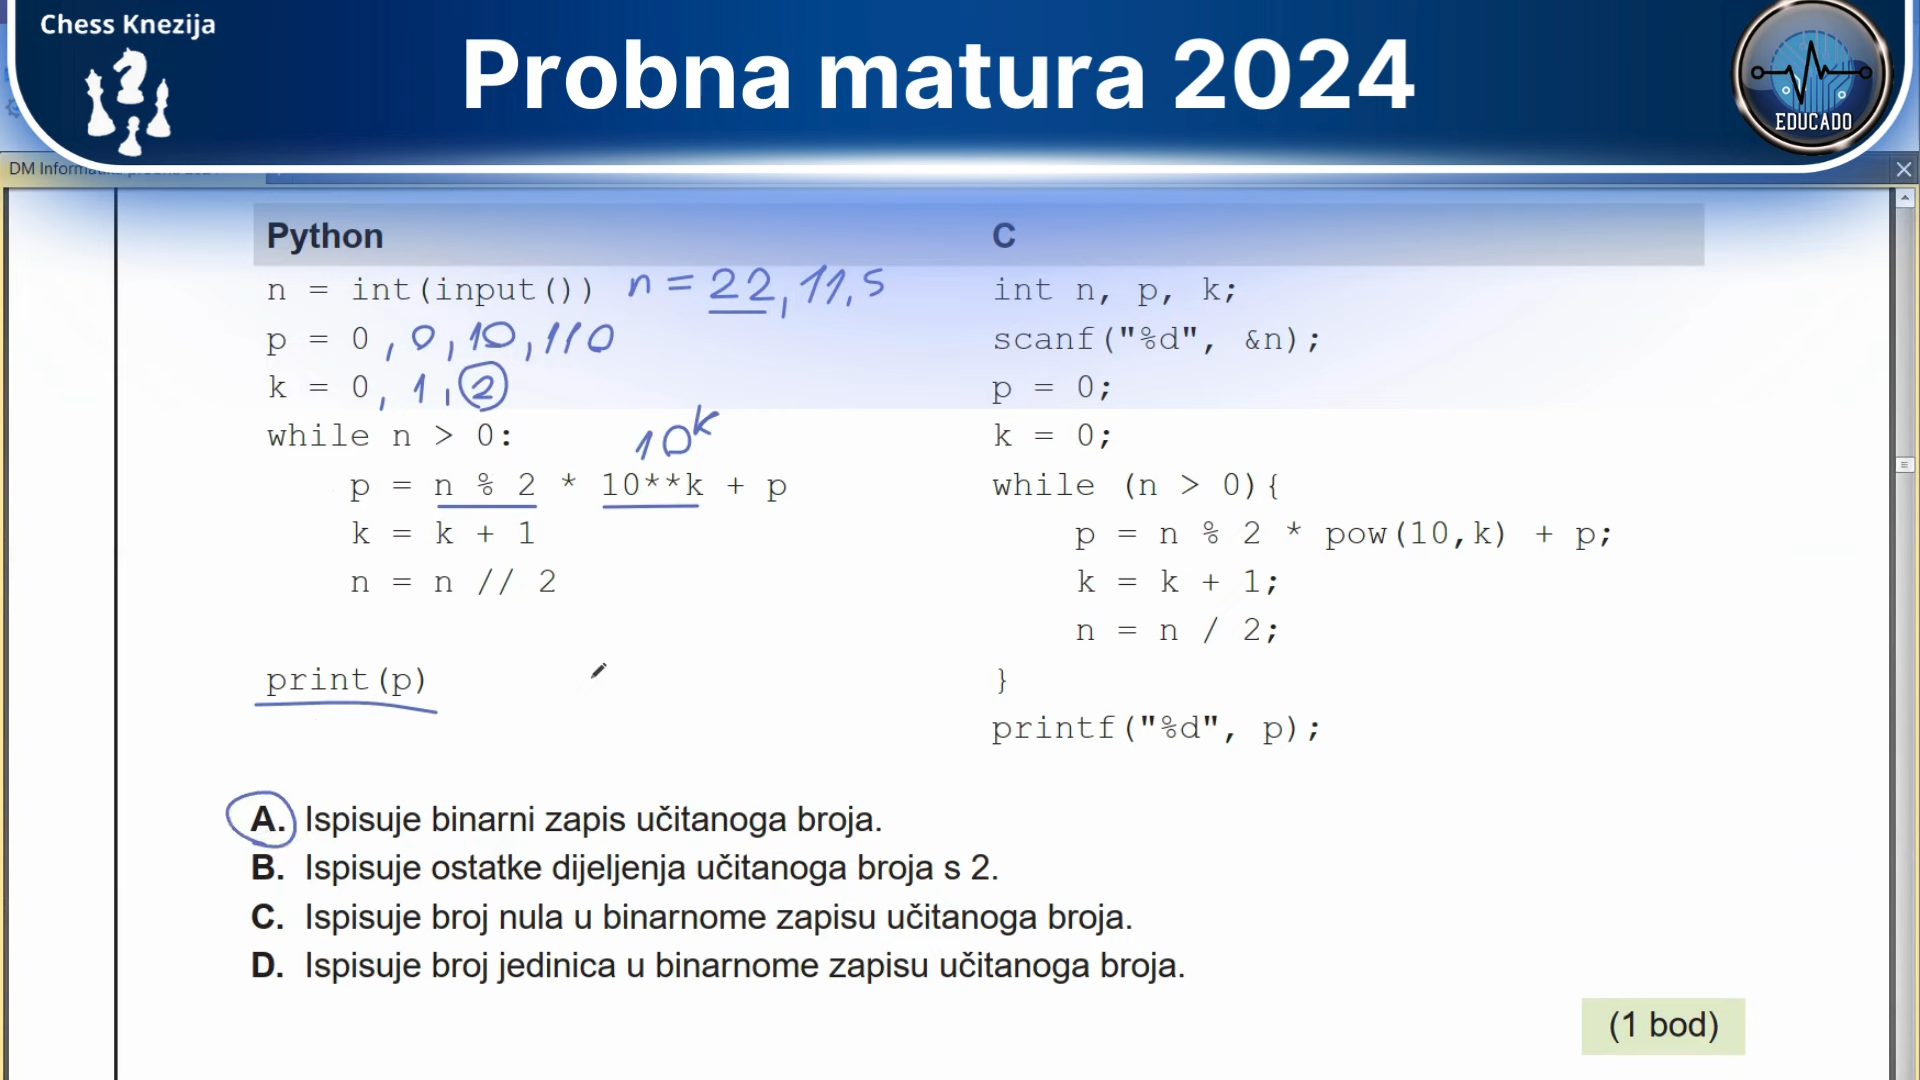 Chess Knezija
Probna matura 2024
EDUCADO
Python
n = int(input()) n = 22, 11, 5
p = 0, 0, 10, 110
k = 0, 1, 2
while n > 0: 10^k
p = n % 2 * 10**k + p
k = k + 1
n = n // 2
print(p)
C
int n, p, k;
scanf("%d", &n);
p = 0;
k = 0;
while (n > 0){
p = n % 2 * pow(10,k) + p;
k = k + 1;
n = n / 2;
}
printf("%d", p);
A. Ispisuje binarni zapis učitanoga broja.
B. Ispisuje ostatke dijeljenja učitanoga broja s 2.
C. Ispisuje broj nula u binarnome zapisu učitanoga broja.
D. Ispisuje broj jedinica u binarnome zapisu učitanoga broja.
(1 bod)